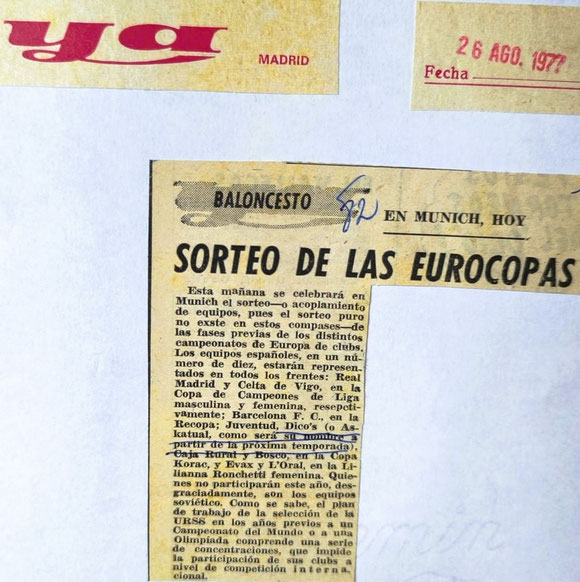 ya
MADRID
26 AGO. 1977
Fecha
BALONCESTO
82
EN MUNICH, HOY
SORTEO DE LAS EUROCOPAS
Esta mañana se celebrará en
Munich el sorteo—o acoplamiento
de equipos, pues el sorteo puro
no exste en estos compases—de
las fases previas de los distintos
campeonatos de Europa de clubs.
Los equipos españoles, en un nú-
mero de diez, estarán represen-
tados en todos los frentes: Real
Madrid y Celta de Vigo, en la
Copa de Campeones de Liga
masculina y femenina, resepcti-
vamente; Barcelona F. C., en la
Recopa; Juventud, Dico's (o As-
katual, como será su nombre a
partir de la próxima temporada),
Caja Rural y Bosco, en la Copa
Korac, y Evax y L'Oral, en la Li-
lianna Ronchetti femenina. Quie-
nes no participarán este año, des-
graciadamente, son los equipos
soviético. Como se sabe, el plan
de trabajo de la selección de la
URSS en los años previos a un
Campeonato del Mundo o a una
Olimpiada comprende una serie
de concentraciones, que impide
la participación de sus clubs a
nivel de competición interna-
cional.